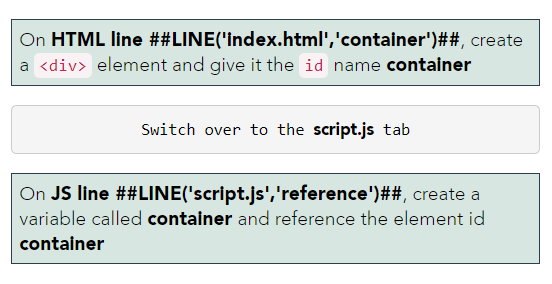 On HTML line ##LINE('index.html','container')##, create
a <div> element and give it the id name container
Switch over to the script.js tab
On JS line ##LINE('script.js','reference')##, create a
variable called container and reference the element id
container